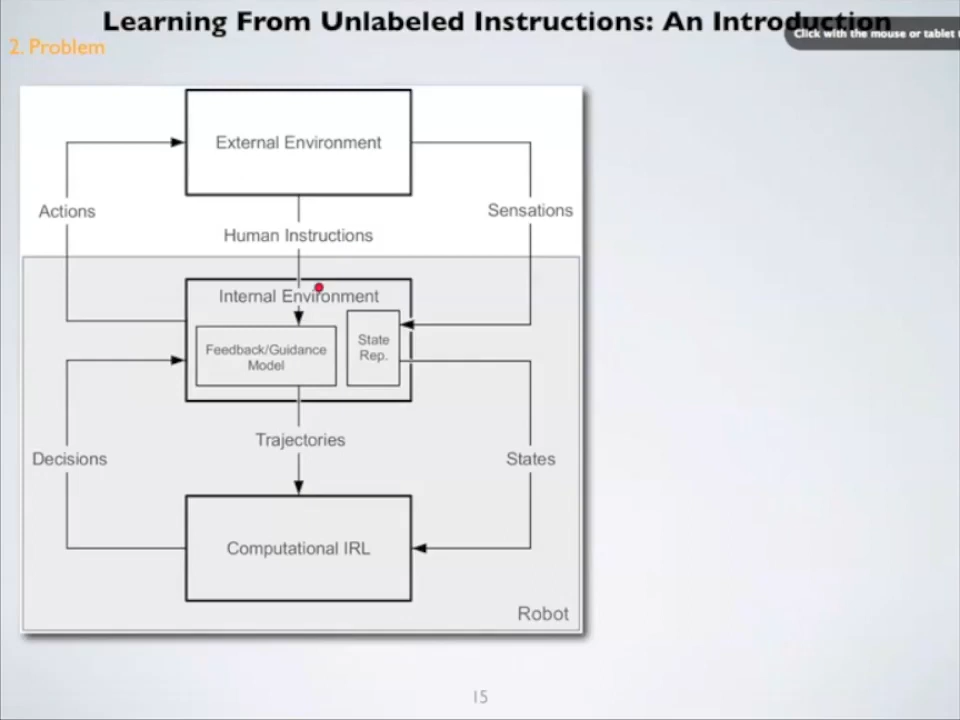 Learning From Unlabeled Instructions: An Introduction
Click with the mouse or tablet
2. Problem
External Environment
Actions
Sensations
Human Instructions
Internal Environment
Feedback/Guidance
Model
State
Rep.
Trajectories
Decisions
States
Computational IRL
Robot
15